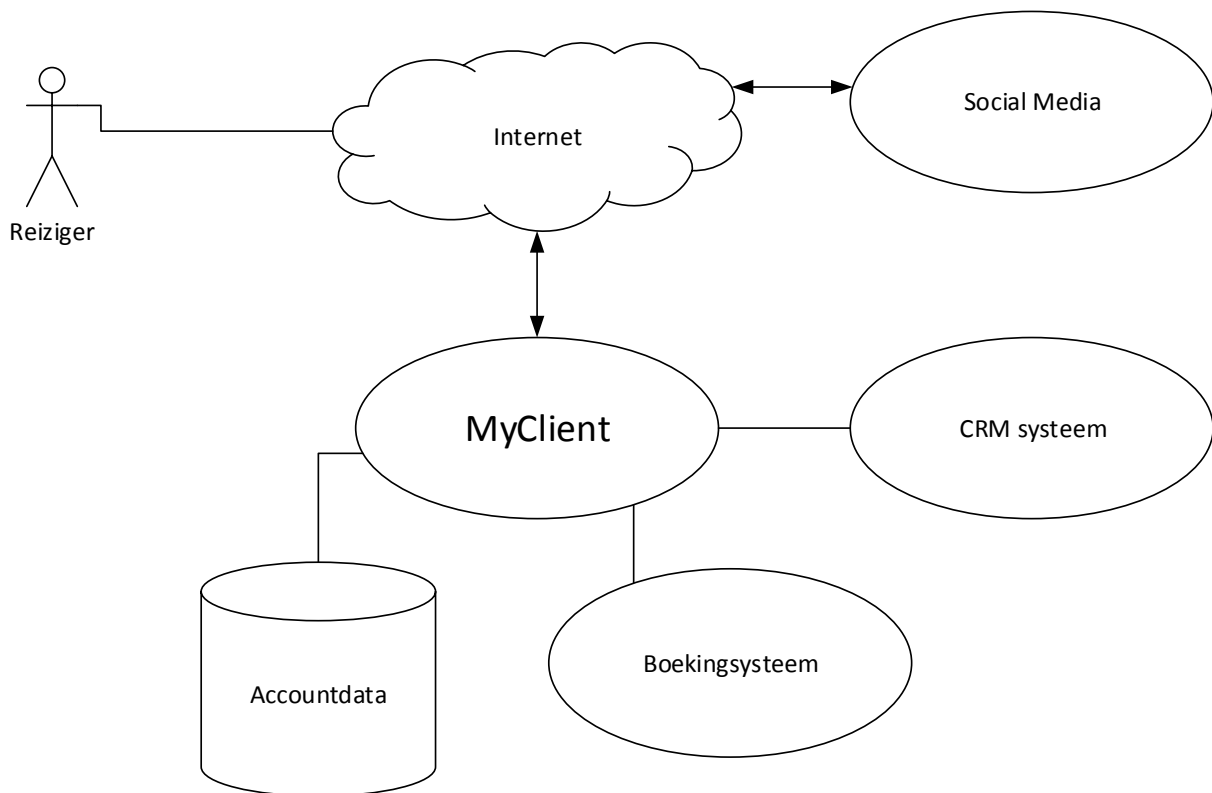 Internet
Social Media
Reiziger
MyClient
CRM systeem
Boekingsysteem
Accountdata